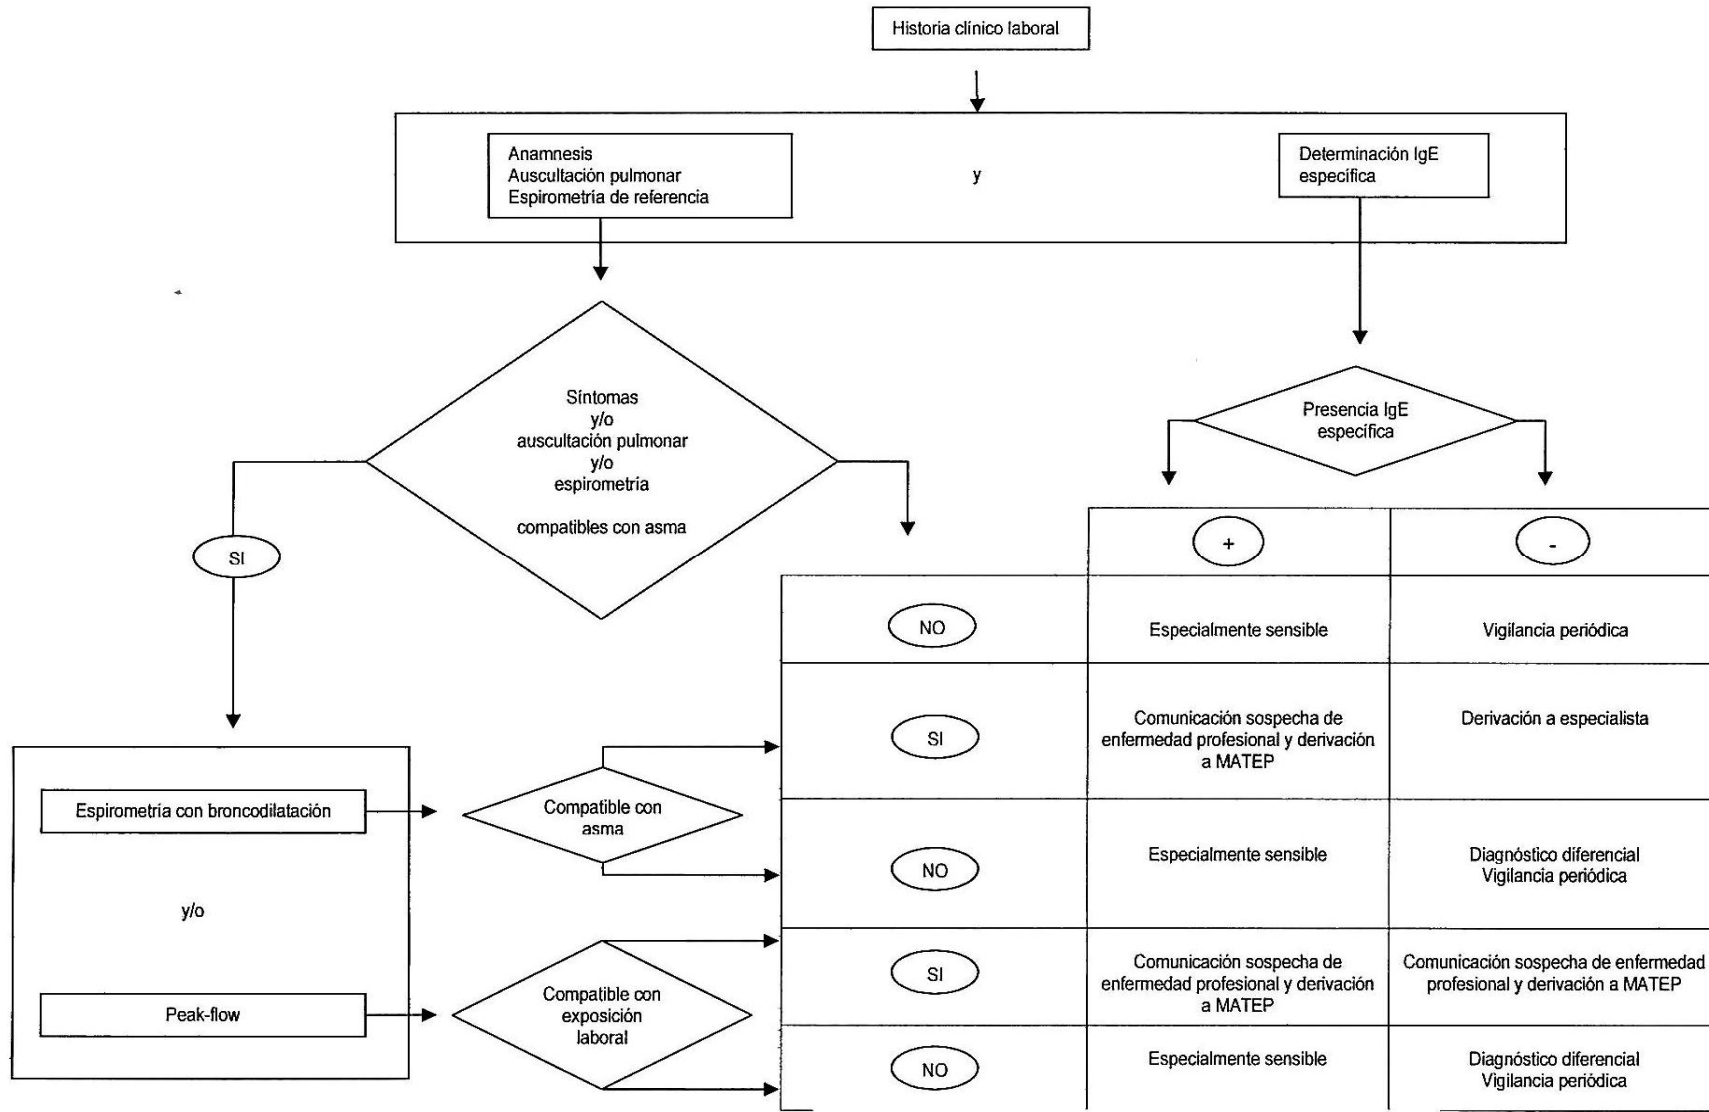 Historia clínico laboral
Anamnesis
Auscultación pulmonar
Espirometría de referencia
y
Determinación IgE
específica
Síntomas
y/o
auscultación pulmonar
y/o
espirometría
compatibles con asma
Presencia IgE
específica
SI
+
-
NO
Especialmente sensible
Vigilancia periódica
SI
Comunicación sospecha de
enfermedad profesional y derivación
a MATEP
Derivación a especialista
Espirometría con broncodilatación
Compatible con
asma
NO
Especialmente sensible
Diagnóstico diferencial
Vigilancia periódica
y/o
SI
Comunicación sospecha de
enfermedad profesional y derivación
a MATEP
Comunicación sospecha de enfermedad
profesional y derivación a MATEP
Peak-flow
Compatible con
exposición
laboral
NO
Especialmente sensible
Diagnóstico diferencial
Vigilancia periódica